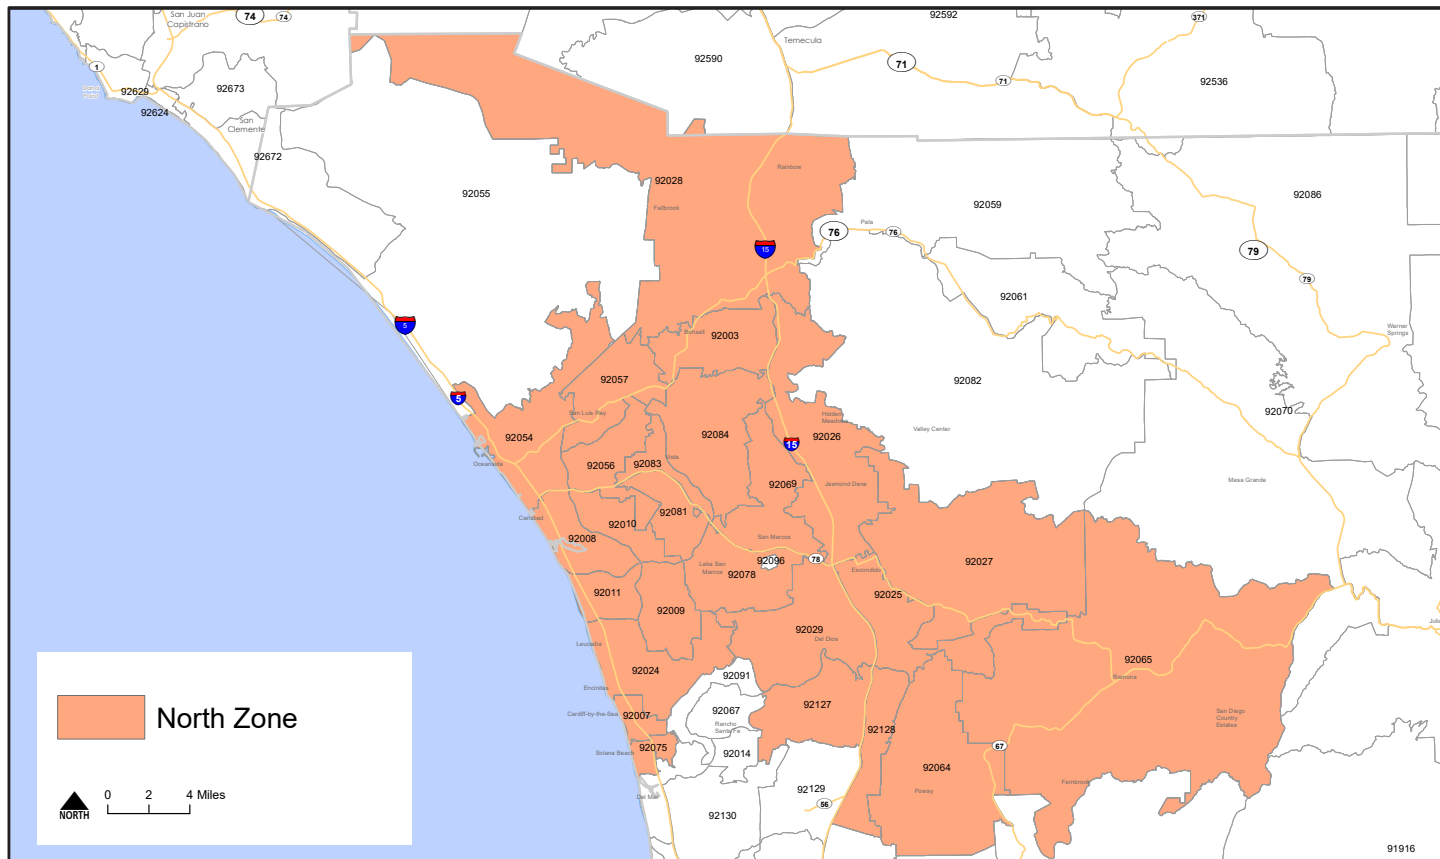 San Juan
Capistrano
74
74
92592
371
Temecula
92590
71
71
92536
1
92629
92673
92624
San
Clemente
92672
92055
92028
Rainbow
Fallbrook
92059
92086
Pala
76
76
79
15
79
92061
5
Warner
Springs
Bonsall
92003
92057
92082
5
San Luis Rey
92070
Hidden
Meadows
92054
92084
92026
Valley Center
15
Oceanside
92056
92083
Vista
92069
Jesmond Dene
Mesa Grande
Carlsbad
92010
92081
92008
San Marcos
92096
78
92027
Lake San
Marcos
92078
Escondido
92011
92009
92025
92029
Del Dios
Leucadia
92024
92065
Ramona
92091
Encinitas
Cardiff-by-the-Sea
92007
92067
Rancho
Santa Fe
92127
San Diego
Country
Estates
92128
Solana Beach
92075
92014
67
92064
Fernbrook
Poway
Del Mar
92129
56
92130
91916
North Zone
0 2 4 Miles
NORTH